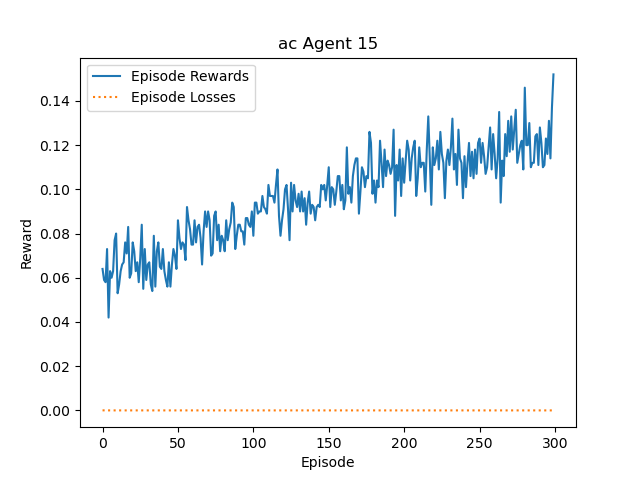 ac Agent 15
Episode Rewards
Episode Losses
Reward
0.14
0.12
0.10
0.08
0.06
0.04
0.02
0.00
0 50 100 150 200 250 300
Episode